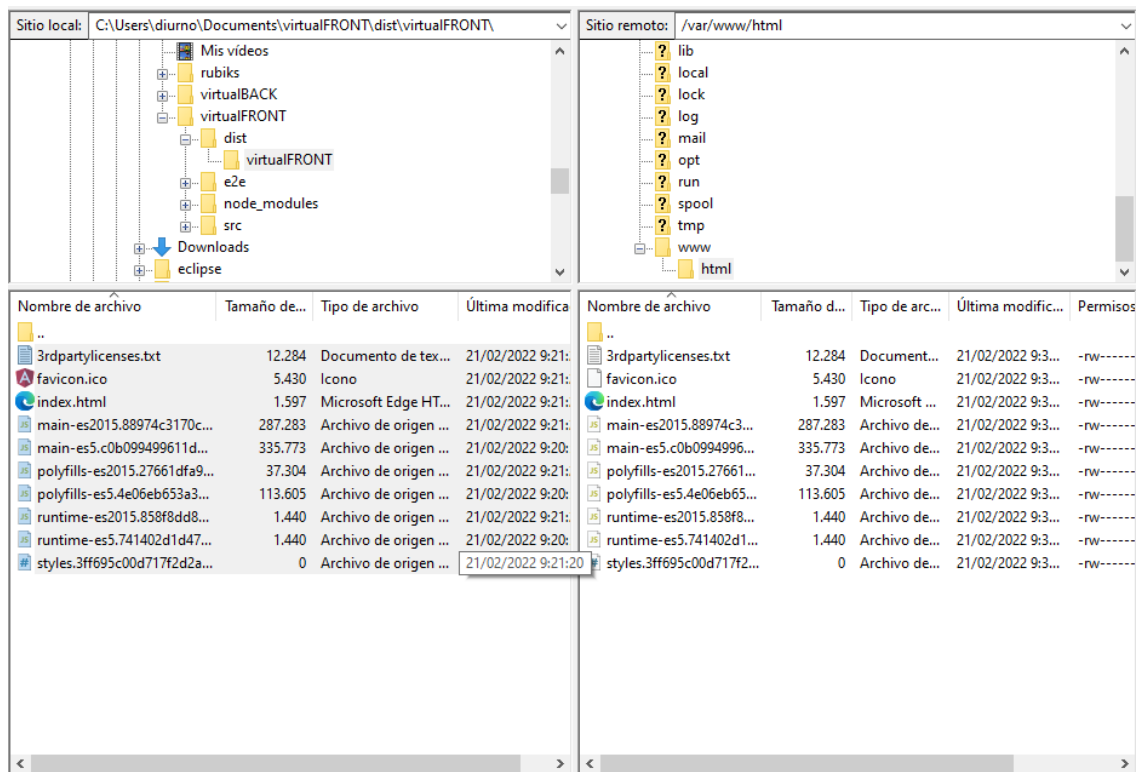 Sitio local: C:\Users\diurno\Documents\virtualFRONT\dist\virtualFRONT\
Mis vídeos
rubiks
virtualBACK
virtualFRONT
dist
virtualFRONT
e2e
node_modules
src
Downloads
eclipse
Sitio remoto: /var/www/html
? lib
? local
? lock
? log
? mail
? opt
? run
? spool
? tmp
www
html
Nombre de archivo Tamaño de... Tipo de archivo Última modifica
..
3rdpartylicenses.txt 12.284 Documento de tex... 21/02/2022 9:21:
favicon.ico 5.430 Icono 21/02/2022 9:21:
index.html 1.597 Microsoft Edge HT... 21/02/2022 9:21:
main-es2015.88974c3170c... 287.283 Archivo de origen ... 21/02/2022 9:21:
main-es5.c0b099499611d... 335.773 Archivo de origen ... 21/02/2022 9:20:
polyfills-es2015.27661dfa9... 37.304 Archivo de origen ... 21/02/2022 9:21:
polyfills-es5.4e06eb653a3... 113.605 Archivo de origen ... 21/02/2022 9:20:
runtime-es2015.858f8dd8... 1.440 Archivo de origen ... 21/02/2022 9:21:
runtime-es5.741402d1d47... 1.440 Archivo de origen ... 21/02/2022 9:20:
styles.3ff695c00d717f2d2a... 0 Archivo de origen ... 21/02/2022 9:21:20
Nombre de archivo Tamaño d... Tipo de arc... Última modific... Permisos
..
3rdpartylicenses.txt 12.284 Document... 21/02/2022 9:3... -rw------
favicon.ico 5.430 Icono 21/02/2022 9:3... -rw------
index.html 1.597 Microsoft ... 21/02/2022 9:3... -rw------
main-es2015.88974c3... 287.283 Archivo de... 21/02/2022 9:3... -rw------
main-es5.c0b0994996... 335.773 Archivo de... 21/02/2022 9:3... -rw------
polyfills-es2015.27661... 37.304 Archivo de... 21/02/2022 9:3... -rw------
polyfills-es5.4e06eb65... 113.605 Archivo de... 21/02/2022 9:3... -rw------
runtime-es2015.858f8... 1.440 Archivo de... 21/02/2022 9:3... -rw------
runtime-es5.741402d1... 1.440 Archivo de... 21/02/2022 9:3... -rw------
styles.3ff695c00d717f2... 0 Archivo de... 21/02/2022 9:3... -rw------